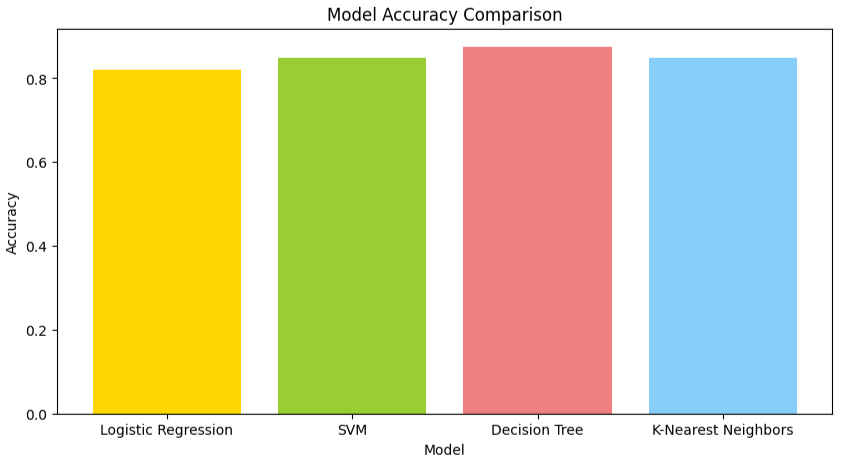 Model Accuracy Comparison
Accuracy
0.8
0.6
0.4
0.2
0.0
Logistic Regression SVM Decision Tree K-Nearest Neighbors
Model